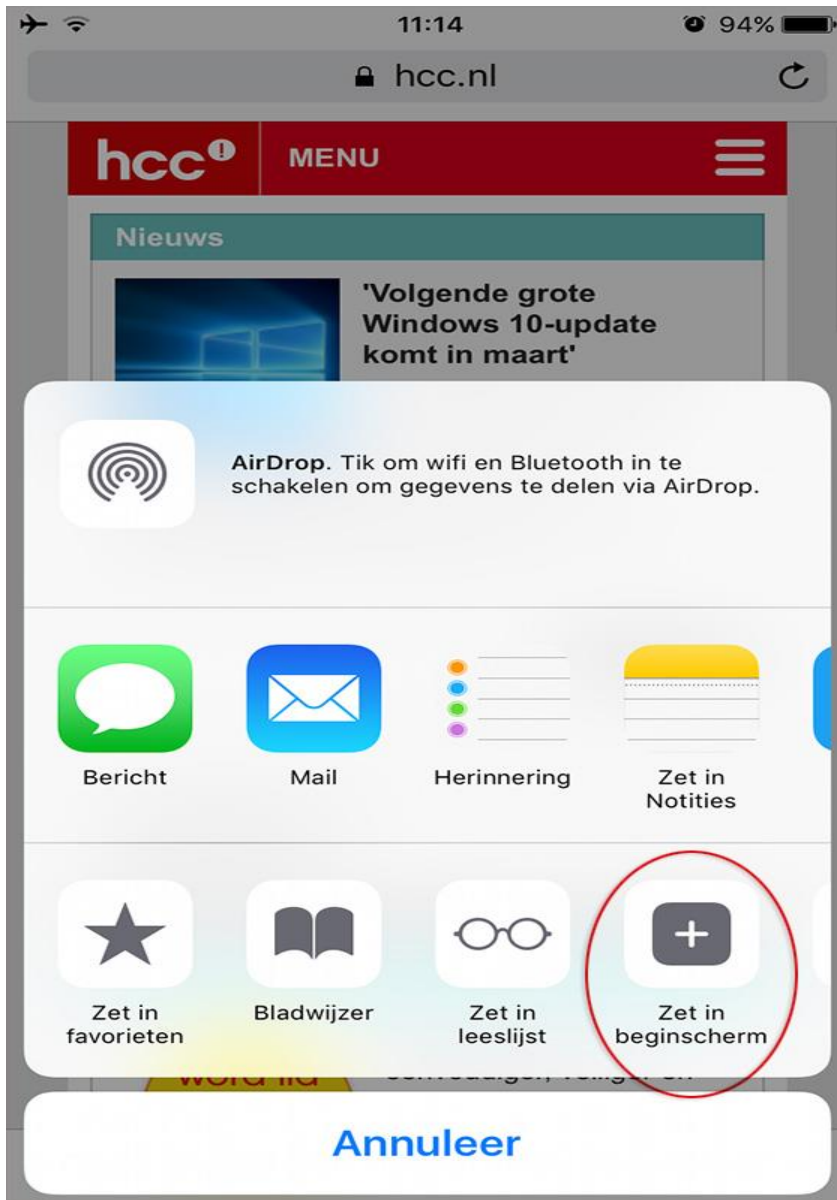 11:14
94%
hcc.nl
hcc!
MENU
Nieuws
'Volgende grote
Windows 10-update
komt in maart'
AirDrop. Tik om wifi en Bluetooth in te
schakelen om gegevens te delen via AirDrop.
Bericht
Mail
Herinnering
Zet in
Notities
Zet in
favorieten
Bladwijzer
Zet in
leeslijst
Zet in
beginscherm
word lid
Annuleer